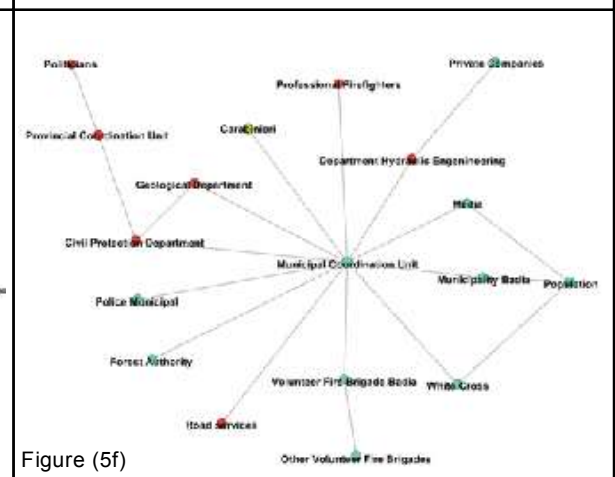 Politicians
Private Companies
Professional Firefighters
Carabinieri
Provincial Coordination Unit
Department Hydraulic Engeneering
Geological Department
Media
Civil Protection Department
Municipal Coordination Unit
Municipality Badia
Population
Police Municipal
Forest Authority
Volunteer Fire Brigade Badia
White Cross
Road services
Other Volunteer Fire Brigades
Figure (5f)